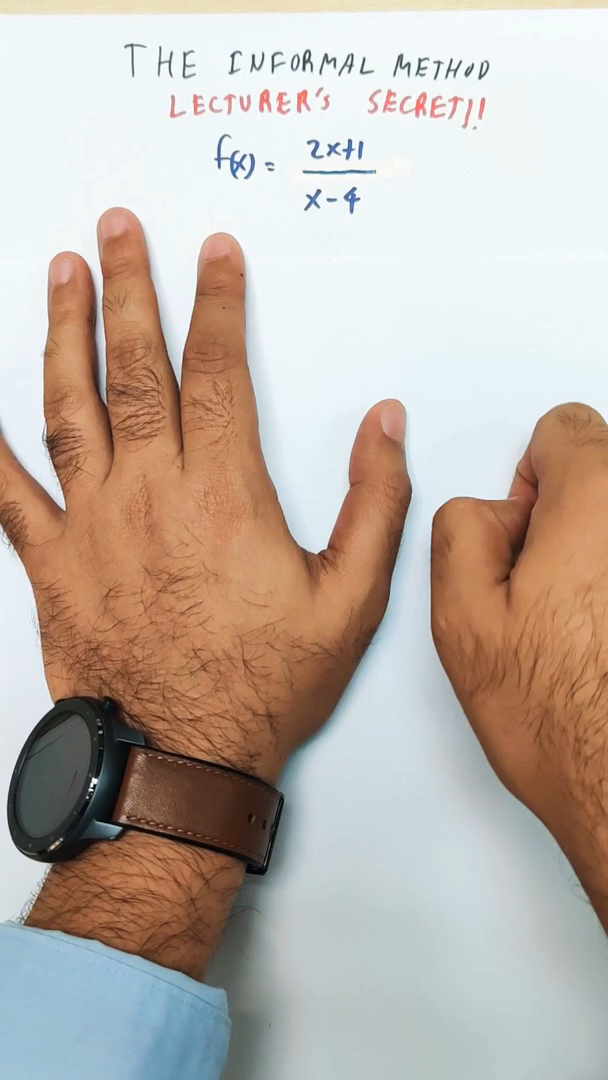 THE INFORMAL METHOD
LECTURER'S SECRET!!
f(x) = 2x+1
x-4